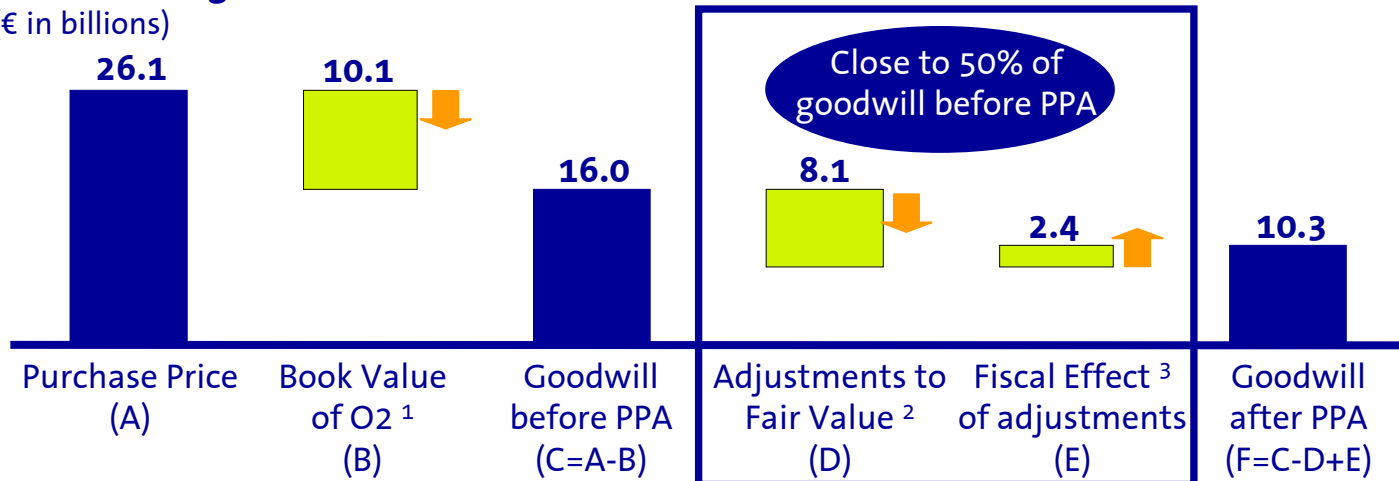 (€ in billions)
26.1
10.1
16.0
Close to 50% of
goodwill before PPA
8.1
2.4
10.3
Purchase Price
(A)
Book Value
of O2 ¹
(B)
Goodwill
before PPA
(C=A-B)
Adjustments to
Fair Value ²
(D)
Fiscal Effect ³
of adjustments
(E)
Goodwill
after PPA
(F=C-D+E)